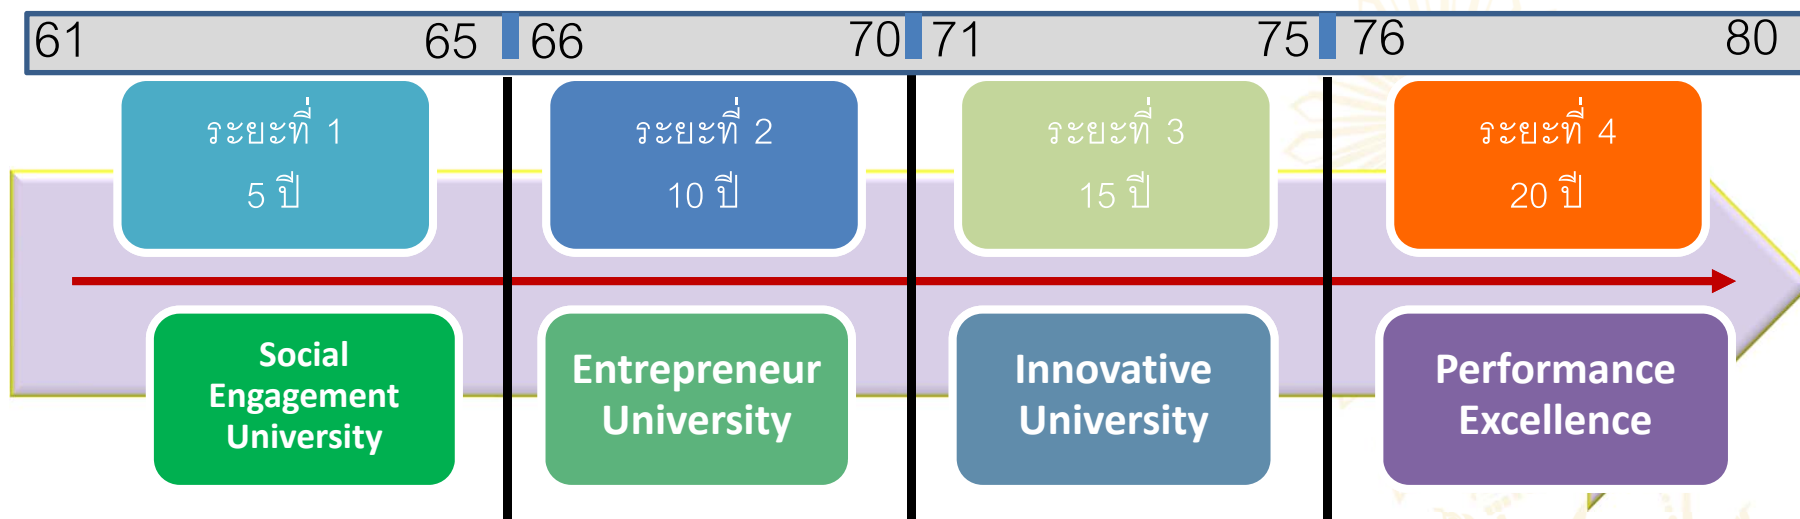 61 65 66 70 71 75 76 80
ระยะที่ 1
5 ปี
ระยะที่ 2
10 ปี
ระยะที่ 3
15 ปี
ระยะที่ 4
20 ปี
Social
Engagement
University
Entrepreneur
University
Innovative
University
Performance
Excellence